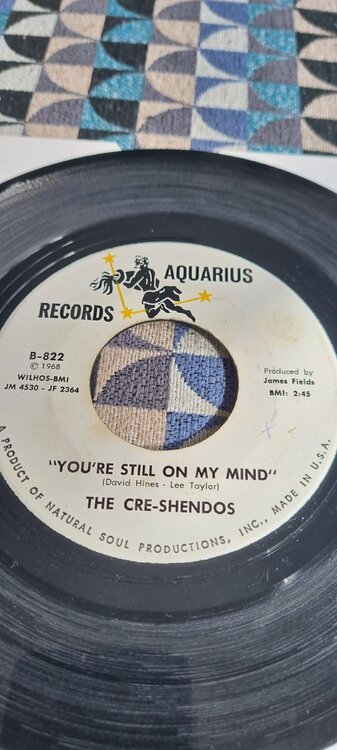 AQUARIUS
RECORDS
B-822
© 1968
WILHOS-BMI
JM 4530 - JF 2364
Produced by
James Fields
BMI: 2:45
"YOU'RE STILL ON MY MIND"
(David Hines - Lee Taylor)
THE CRE-SHENDOS
A PRODUCT OF NATURAL SOUL PRODUCTIONS, INC., MADE IN U.S.A.